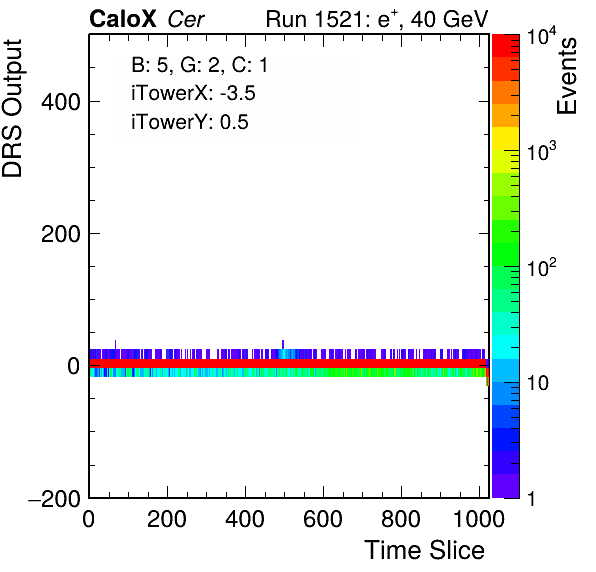 CaloX Cer Run 1521: e+, 40 GeV
B: 5, G: 2, C: 1
iTowerX: -3.5
iTowerY: 0.5
DRS Output
400
200
0
−200
0 200 400 600 800 1000
Time Slice
Events
10^4
10^3
10^2
10
1